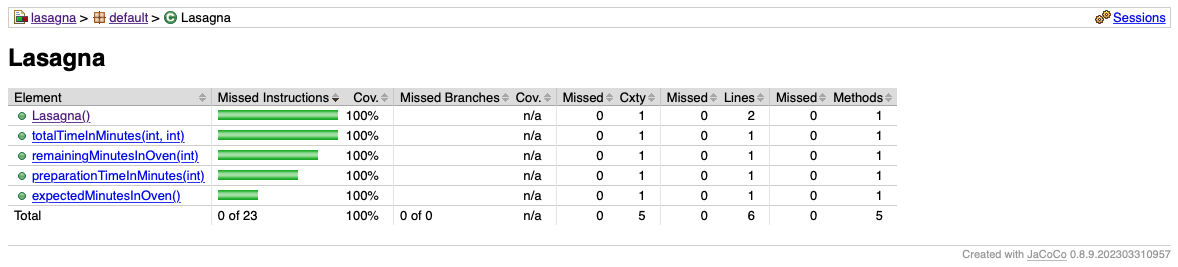 lasagna > default > C Lasagna Sessions
Lasagna
Element Missed Instructions Cov. Missed Branches Cov. Missed Cxty Missed Lines Missed Methods
Lasagna() 100% n/a 0 1 0 2 0 1
totalTimeInMinutes(int, int) 100% n/a 0 1 0 1 0 1
remainingMinutesInOven(int) 100% n/a 0 1 0 1 0 1
preparationTimeInMinutes(int) 100% n/a 0 1 0 1 0 1
expectedMinutesInOven() 100% n/a 0 1 0 1 0 1
Total 0 of 23 100% 0 of 0 n/a 0 5 0 6 0 5
Created with JaCoCo 0.8.9.202303310957